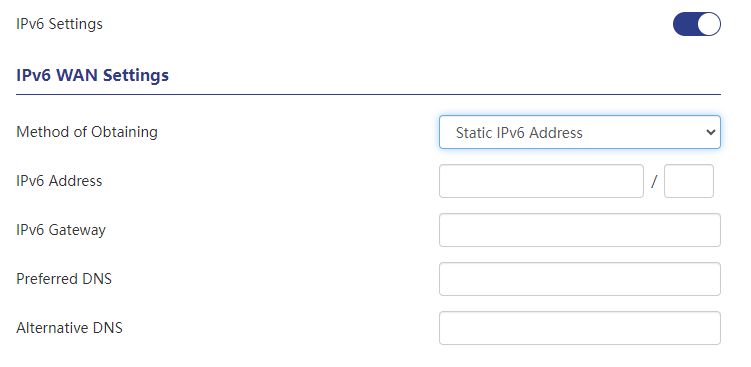 IPv6 Settings
IPv6 WAN Settings
Method of Obtaining Static IPv6 Address
IPv6 Address /
IPv6 Gateway
Preferred DNS
Alternative DNS